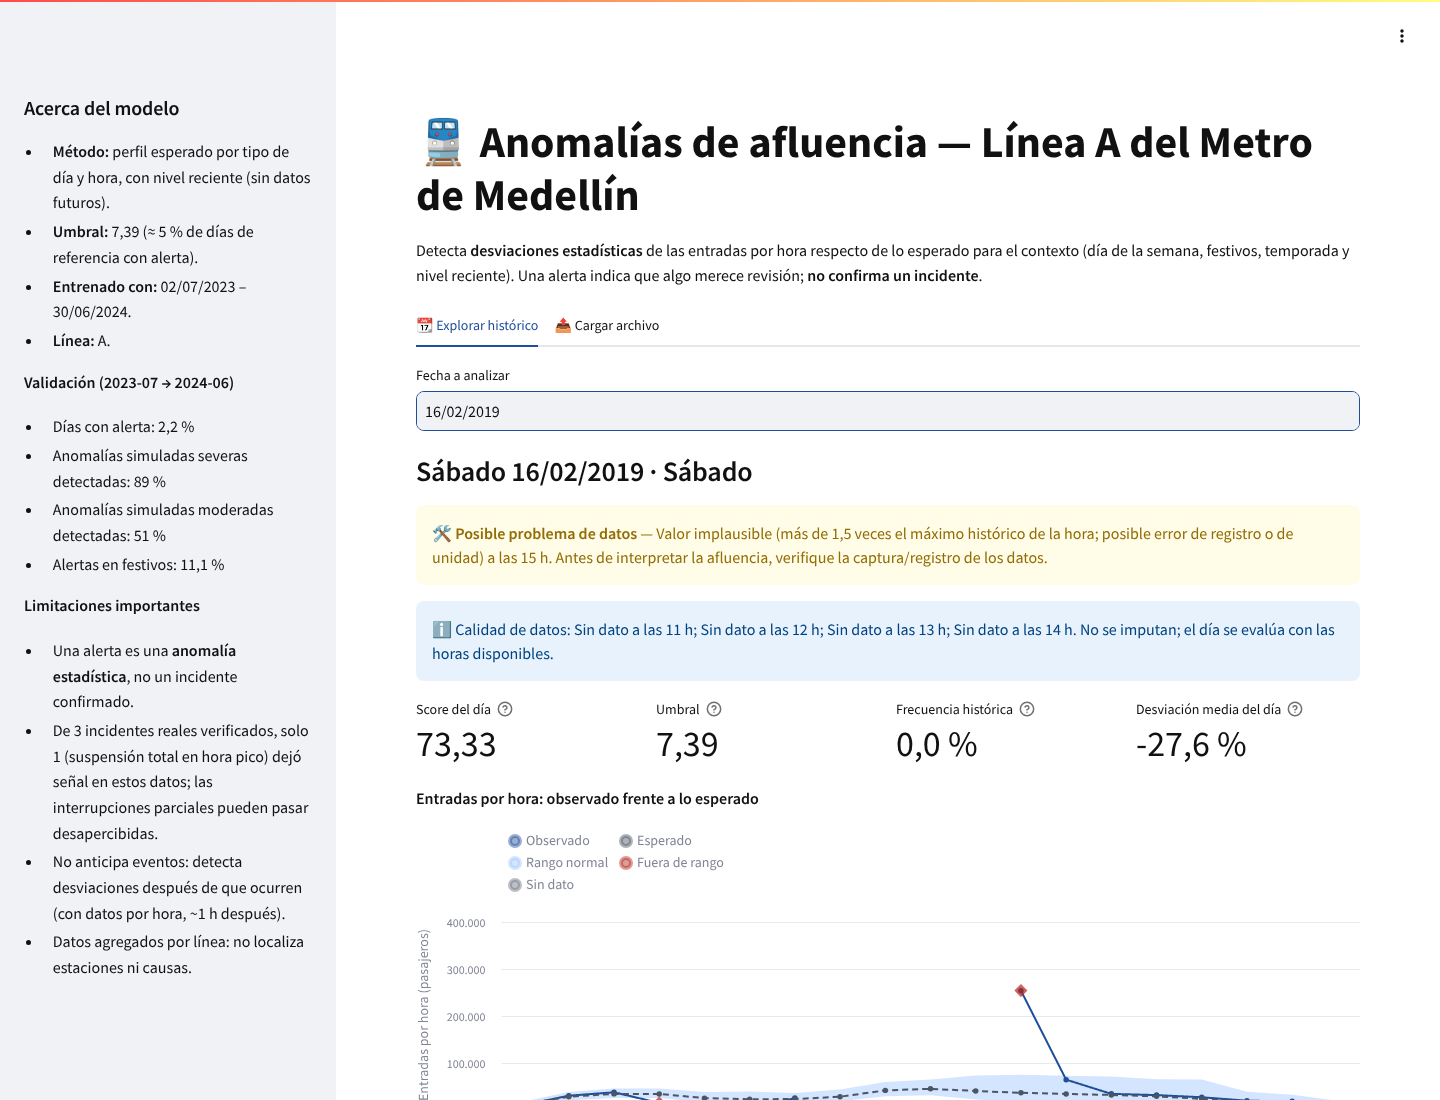 Acerca del modelo
• Método: perfil esperado por tipo de
día y hora, con nivel reciente (sin datos
futuros).
• Umbral: 7,39 (≈ 5 % de días de
referencia con alerta).
• Entrenado con: 02/07/2023 –
30/06/2024.
• Línea: A.
Validación (2023-07 → 2024-06)
• Días con alerta: 2,2 %
• Anomalías simuladas severas
detectadas: 89 %
• Anomalías simuladas moderadas
detectadas: 51 %
• Alertas en festivos: 11,1 %
Limitaciones importantes
• Una alerta es una anomalía
estadística, no un incidente
confirmado.
• De 3 incidentes reales verificados, solo
1 (suspensión total en hora pico) dejó
señal en estos datos; las
interrupciones parciales pueden pasar
desapercibidas.
• No anticipa eventos: detecta
desviaciones después de que ocurren
(con datos por hora, ~1 h después).
• Datos agregados por línea: no localiza
estaciones ni causas.
Anomalías de afluencia — Línea A del Metro
de Medellín
Detecta desviaciones estadísticas de las entradas por hora respecto de lo esperado para el contexto (día de la semana, festivos, temporada y
nivel reciente). Una alerta indica que algo merece revisión; no confirma un incidente.
Explorar histórico
Cargar archivo
Fecha a analizar
16/02/2019
Sábado 16/02/2019 · Sábado
Posible problema de datos — Valor implausible (más de 1,5 veces el máximo histórico de la hora; posible error de registro o de
unidad) a las 15 h. Antes de interpretar la afluencia, verifique la captura/registro de los datos.
Calidad de datos: Sin dato a las 11 h; Sin dato a las 12 h; Sin dato a las 13 h; Sin dato a las 14 h. No se imputan; el día se evalúa con las
horas disponibles.
Score del día
73,33
Umbral
7,39
Frecuencia histórica
0,0 %
Desviación media del día
-27,6 %
Entradas por hora: observado frente a lo esperado
Observado
Esperado
Rango normal
Fuera de rango
Sin dato
Entradas por hora (pasajeros)
400.000
300.000
200.000
100.000